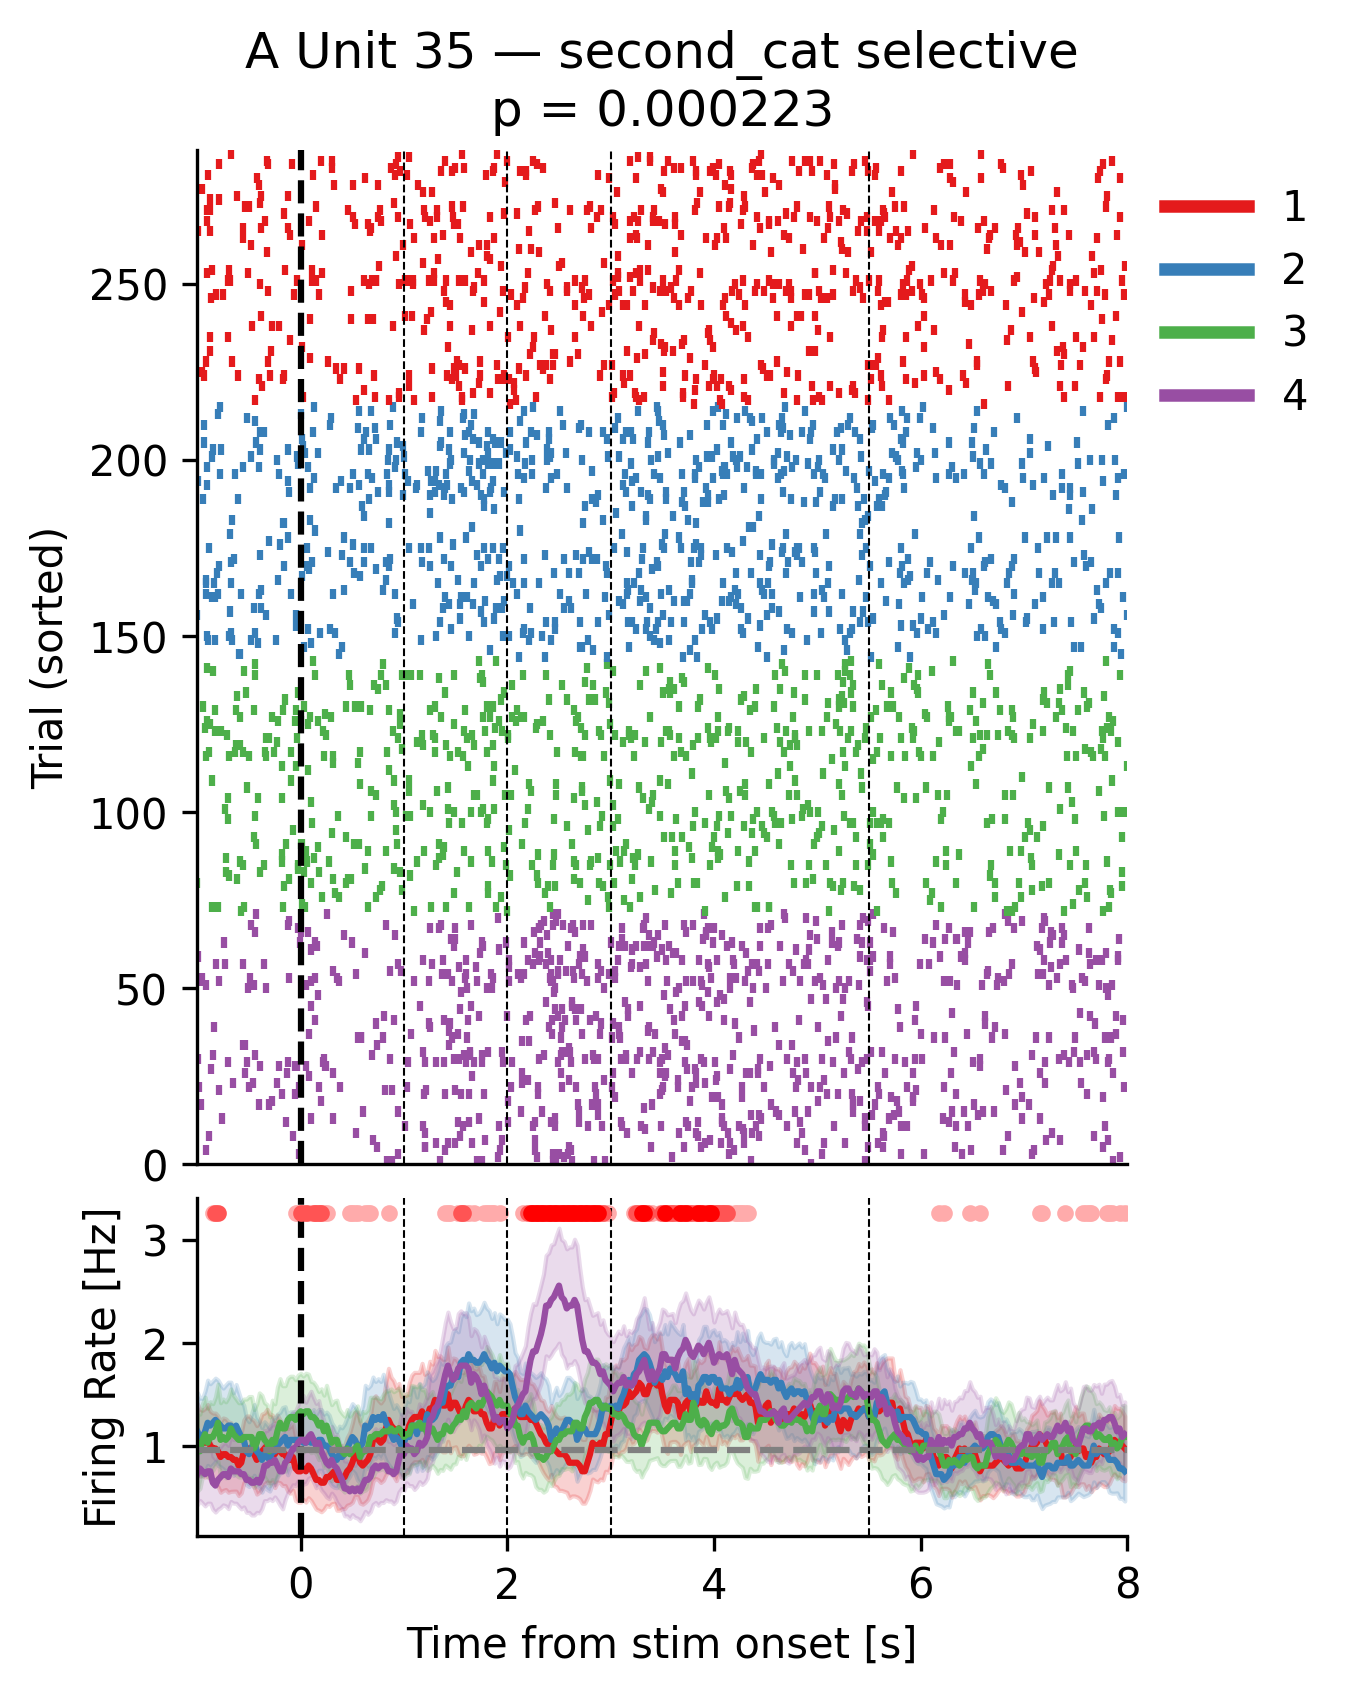 A Unit 35 — second_cat selective
p = 0.000223
1
2
3
4
250
200
150
100
50
0
Trial (sorted)
3
2
1
Firing Rate [Hz]
0 2 4 6 8
Time from stim onset [s]